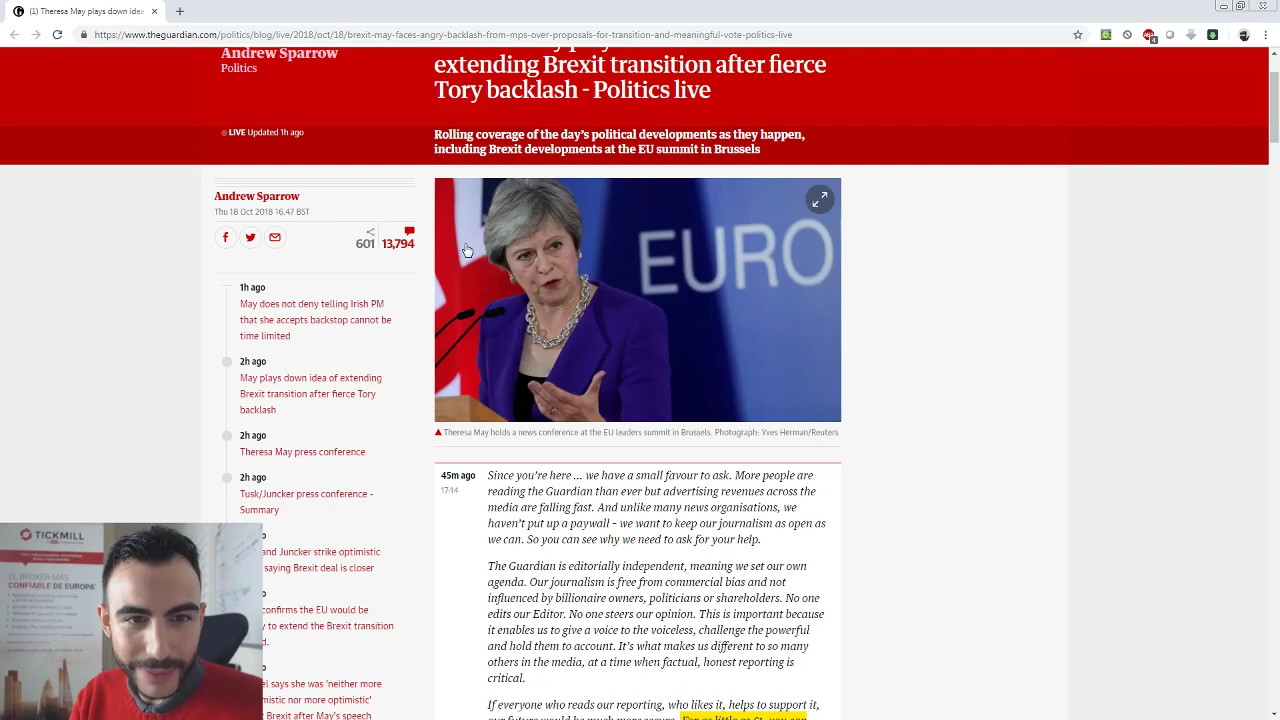 (1) Theresa May plays down idea
https://www.theguardian.com/politics/blog/live/2018/oct/18/brexit-may-faces-angry-backlash-from-mps-over-proposals-for-transition-and-meaningful-vote-politics-live
4
Andrew Sparrow
Politics
extending Brexit transition after fierce
Tory backlash - Politics live
LIVE Updated 1h ago
Rolling coverage of the day's political developments as they happen,
including Brexit developments at the EU summit in Brussels
Andrew Sparrow
Thu 18 Oct 2018 16.47 BST
601 13,794
1h ago
May does not deny telling Irish PM
that she accepts backstop cannot be
time limited
2h ago
May plays down idea of extending
Brexit transition after fierce Tory
backlash
2h ago
Theresa May press conference
2h ago
Tusk/Juncker press conference -
Summary
and Juncker strike optimistic
saying Brexit deal is closer
confirms the EU would be
to extend the Brexit transition
says she was 'neither more
nor more optimistic'
Brexit after May's speech
EURO
Theresa May holds a news conference at the EU leaders summit in Brussels. Photograph: Yves Herman/Reuters
45m ago
17:14
Since you're here ... we have a small favour to ask. More people are
reading the Guardian than ever but advertising revenues across the
media are falling fast. And unlike many news organisations, we
haven't put up a paywall - we want to keep our journalism as open as
we can. So you can see why we need to ask for your help.
The Guardian is editorially independent, meaning we set our own
agenda. Our journalism is free from commercial bias and not
influenced by billionaire owners, politicians or shareholders. No one
edits our Editor. No one steers our opinion. This is important because
it enables us to give a voice to the voiceless, challenge the powerful
and hold them to account. It's what makes us different to so many
others in the media, at a time when factual, honest reporting is
critical.
If everyone who reads our reporting, who likes it, helps to support it,
TICKMILL
EL BROKER MÁS
CONFIABLE DE EUROPA